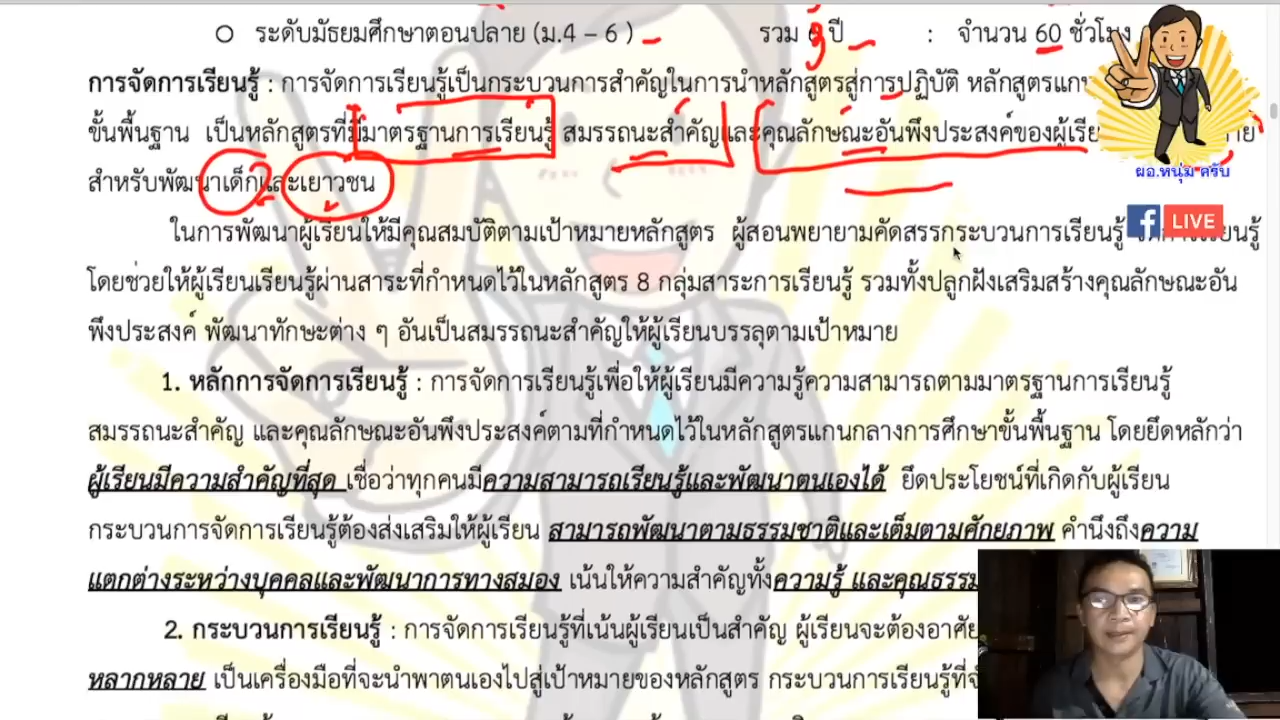 ○ ระดับมัธยมศึกษาตอนปลาย (ม.4 – 6 ) รวม ปี : จำนวน 60 ชั่วโมง
การจัดการเรียนรู้ : การจัดการเรียนรู้เป็นกระบวนการสำคัญในการนำหลักสูตรสู่การปฏิบัติ หลักสูตรแก
ขั้นพื้นฐาน เป็นหลักสูตรที่มีมาตรฐานการเรียนรู้ สมรรถนะสำคัญและคุณลักษณะอันพึงประสงค์ของผู้เรีย
สำหรับพัฒนาเด็กและเยาวชน
ผอ.หนุ่ม ครับ
f LIVE
ในการพัฒนาผู้เรียนให้มีคุณสมบัติตามเป้าหมายหลักสูตร ผู้สอนพยายามคัดสรรกระบวนการเรียนรู้
โดยช่วยให้ผู้เรียนเรียนรู้ผ่านสาระที่กำหนดไว้ในหลักสูตร 8 กลุ่มสาระการเรียนรู้ รวมทั้งปลูกฝังเสริมสร้างคุณลักษณะอัน
พึงประสงค์ พัฒนาทักษะต่าง ๆ อันเป็นสมรรถนะสำคัญให้ผู้เรียนบรรลุตามเป้าหมาย
1. หลักการจัดการเรียนรู้ : การจัดการเรียนรู้เพื่อให้ผู้เรียนมีความรู้ความสามารถตามมาตรฐานการเรียนรู้
สมรรถนะสำคัญ และคุณลักษณะอันพึงประสงค์ตามที่กำหนดไว้ในหลักสูตรแกนกลางการศึกษาขั้นพื้นฐาน โดยยึดหลักว่า
ผู้เรียนมีความสำคัญที่สุด เชื่อว่าทุกคนมีความสามารถเรียนรู้และพัฒนาตนเองได้ ยึดประโยชน์ที่เกิดกับผู้เรียน
กระบวนการจัดการเรียนรู้ต้องส่งเสริมให้ผู้เรียน สามารถพัฒนาตามธรรมชาติและเต็มตามศักยภาพ คำนึงถึงความ
แตกต่างระหว่างบุคคลและพัฒนาการทางสมอง เน้นให้ความสำคัญทั้งความรู้ และคุณธรรม
2. กระบวนการเรียนรู้ : การจัดการเรียนรู้ที่เน้นผู้เรียนเป็นสำคัญ ผู้เรียนจะต้องอาศัย
หลากหลาย เป็นเครื่องมือที่จะนำพาตนเองไปสู่เป้าหมายของหลักสูตร กระบวนการเรียนรู้ที่